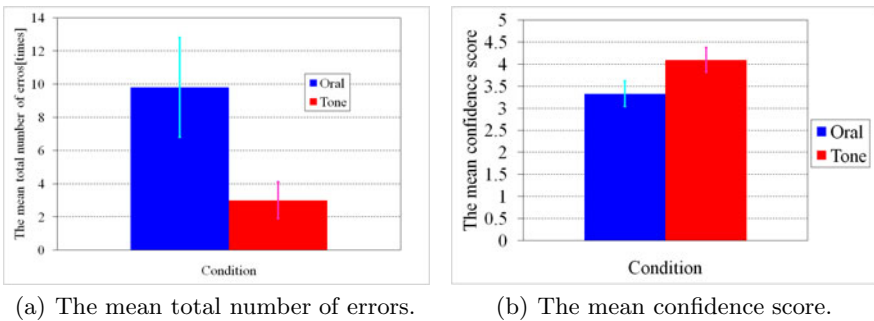 The mean total number of erros[times]
14
12
10
8
6
4
2
0
Oral
Tone
Condition
(a) The mean total number of errors.
The mean confidence score
5
4.5
4
3.5
3
2.5
2
1.5
1
0.5
0
Oral
Tone
Condition
(b) The mean confidence score.